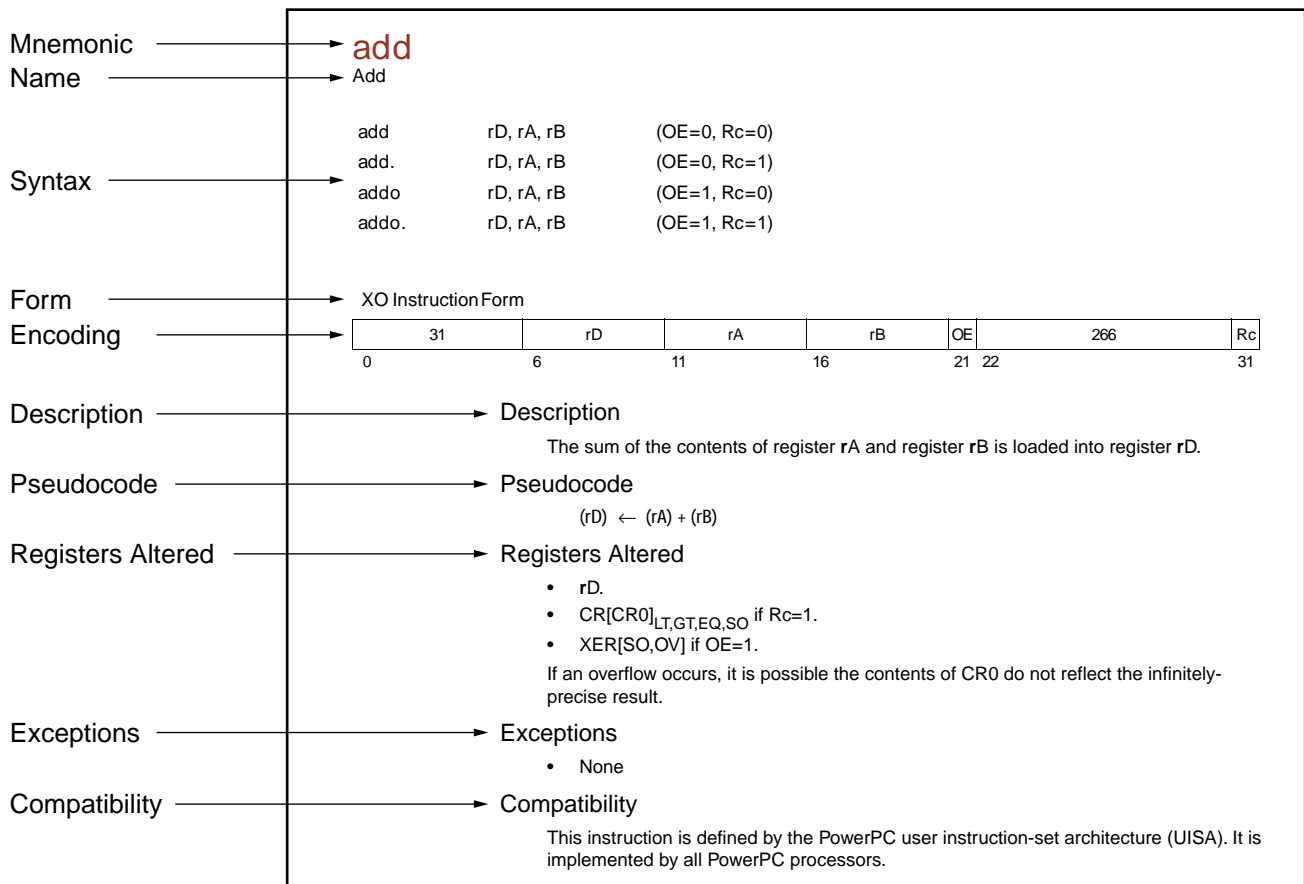 Mnemonic add
Name Add
add rD, rA, rB (OE=0, Rc=0)
add. rD, rA, rB (OE=0, Rc=1)
Syntax
addo rD, rA, rB (OE=1, Rc=0)
addo. rD, rA, rB (OE=1, Rc=1)
Form XO Instruction Form
Encoding 31 rD rA rB OE 266 Rc
0 6 11 16 21 22 31
Description Description
The sum of the contents of register rA and register rB is loaded into register rD.
Pseudocode Pseudocode
(rD) ← (rA) + (rB)
Registers Altered Registers Altered
• rD.
• CR[CR0]LT,GT,EQ,SO if Rc=1.
• XER[SO,OV] if OE=1.
If an overflow occurs, it is possible the contents of CR0 do not reflect the infinitely-
precise result.
Exceptions Exceptions
• None
Compatibility Compatibility
This instruction is defined by the PowerPC user instruction-set architecture (UISA). It is
implemented by all PowerPC processors.